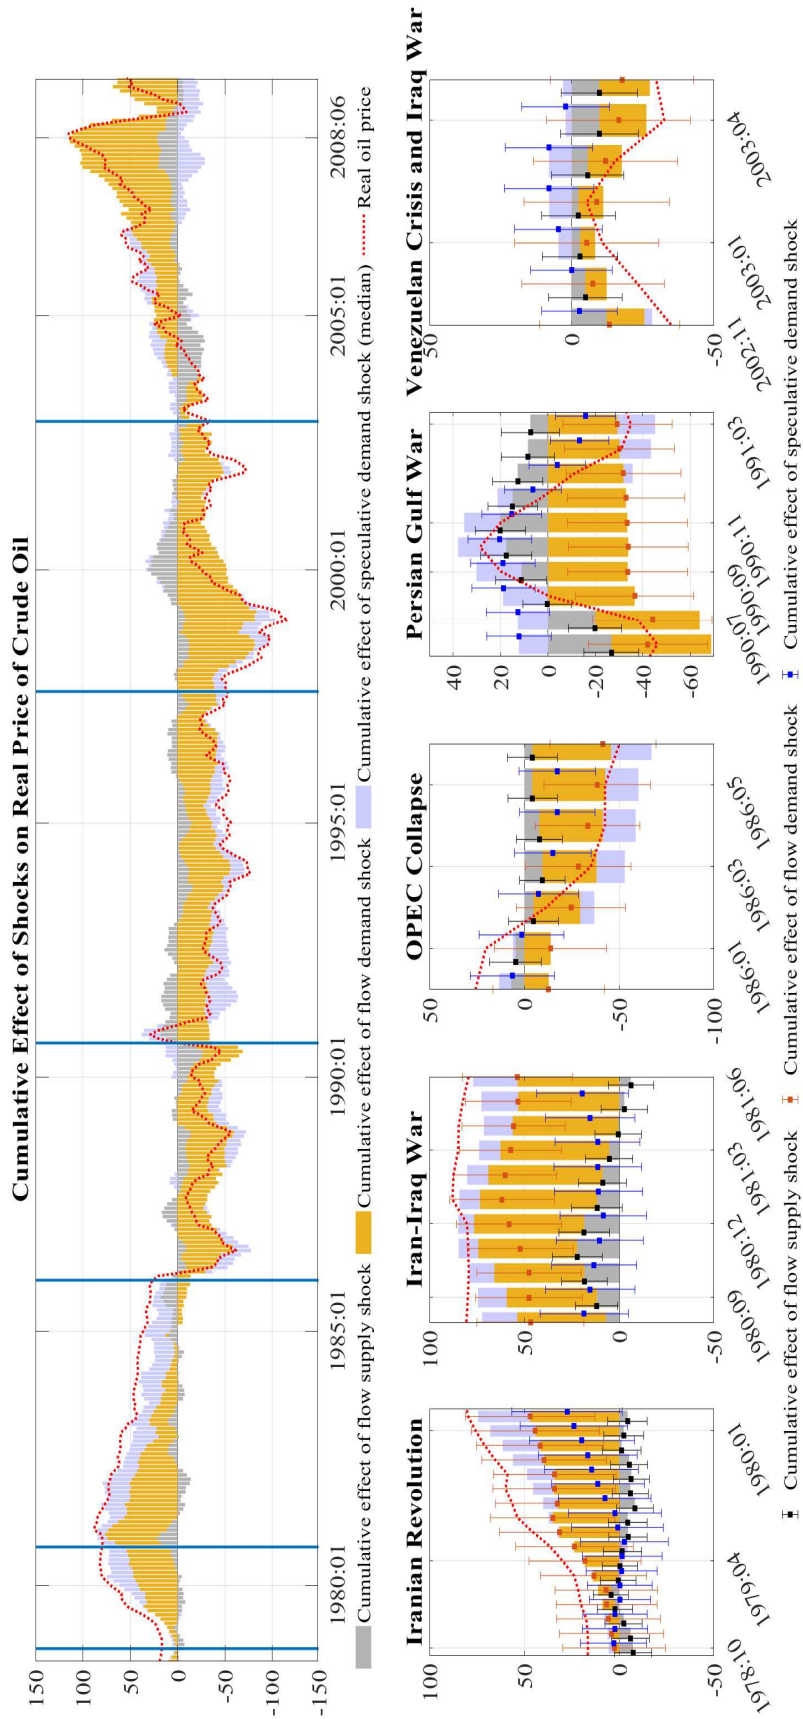 Cumulative Effect of Shocks on Real Price of Crude Oil
150
100
50
0
-50
-100
-150
1980:01 1985:01 1990:01 1995:01 2000:01 2005:01 2008:06
Cumulative effect of flow supply shock Cumulative effect of flow demand shock Cumulative effect of speculative demand shock (median) Real oil price
Iranian Revolution
100
50
0
-50
1978:10 1979:04 1980:01
Iran-Iraq War
100
50
0
-50
1980:09 1980:12 1981:03 1981:06
OPEC Collapse
50
0
-50
-100
1986:01 1986:03 1986:05
Persian Gulf War
40
20
0
-20
-40
-60
1990:07 1990:09 1990:11 1991:03
Venezuelan Crisis and Iraq War
50
0
-50
2002:11 2003:01 2003:04
Cumulative effect of flow supply shock Cumulative effect of flow demand shock Cumulative effect of speculative demand shock